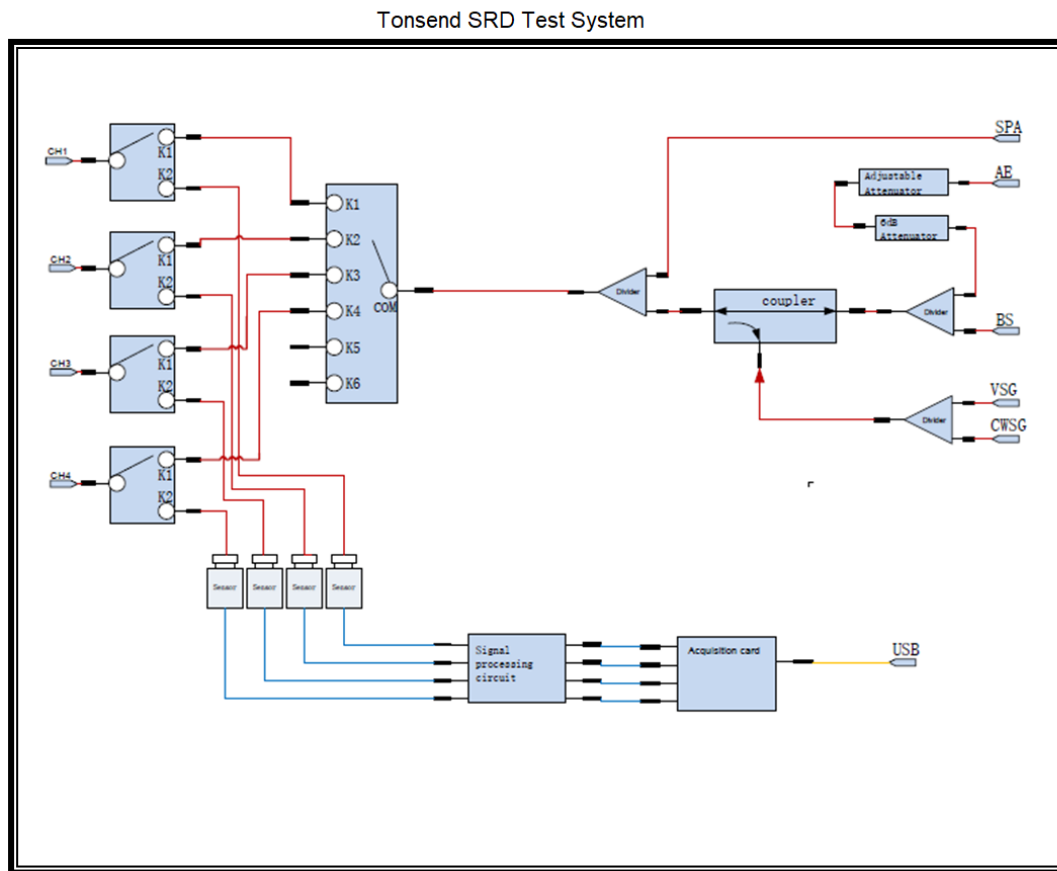 Tonsend SRD Test System
CH1
K1
K2
CH2
K1
K2
CH3
K1
K2
CH4
K1
K2
K1
K2
K3
K4
K5
K6
COM
Divider
coupler
Divider
Divider
SPA
AE
Adjustable
Attenuator
6dB
Attenuator
BS
VSG
CWSG
Sensor
Sensor
Sensor
Sensor
Signal
processing
circuit
Acquisition card
USB